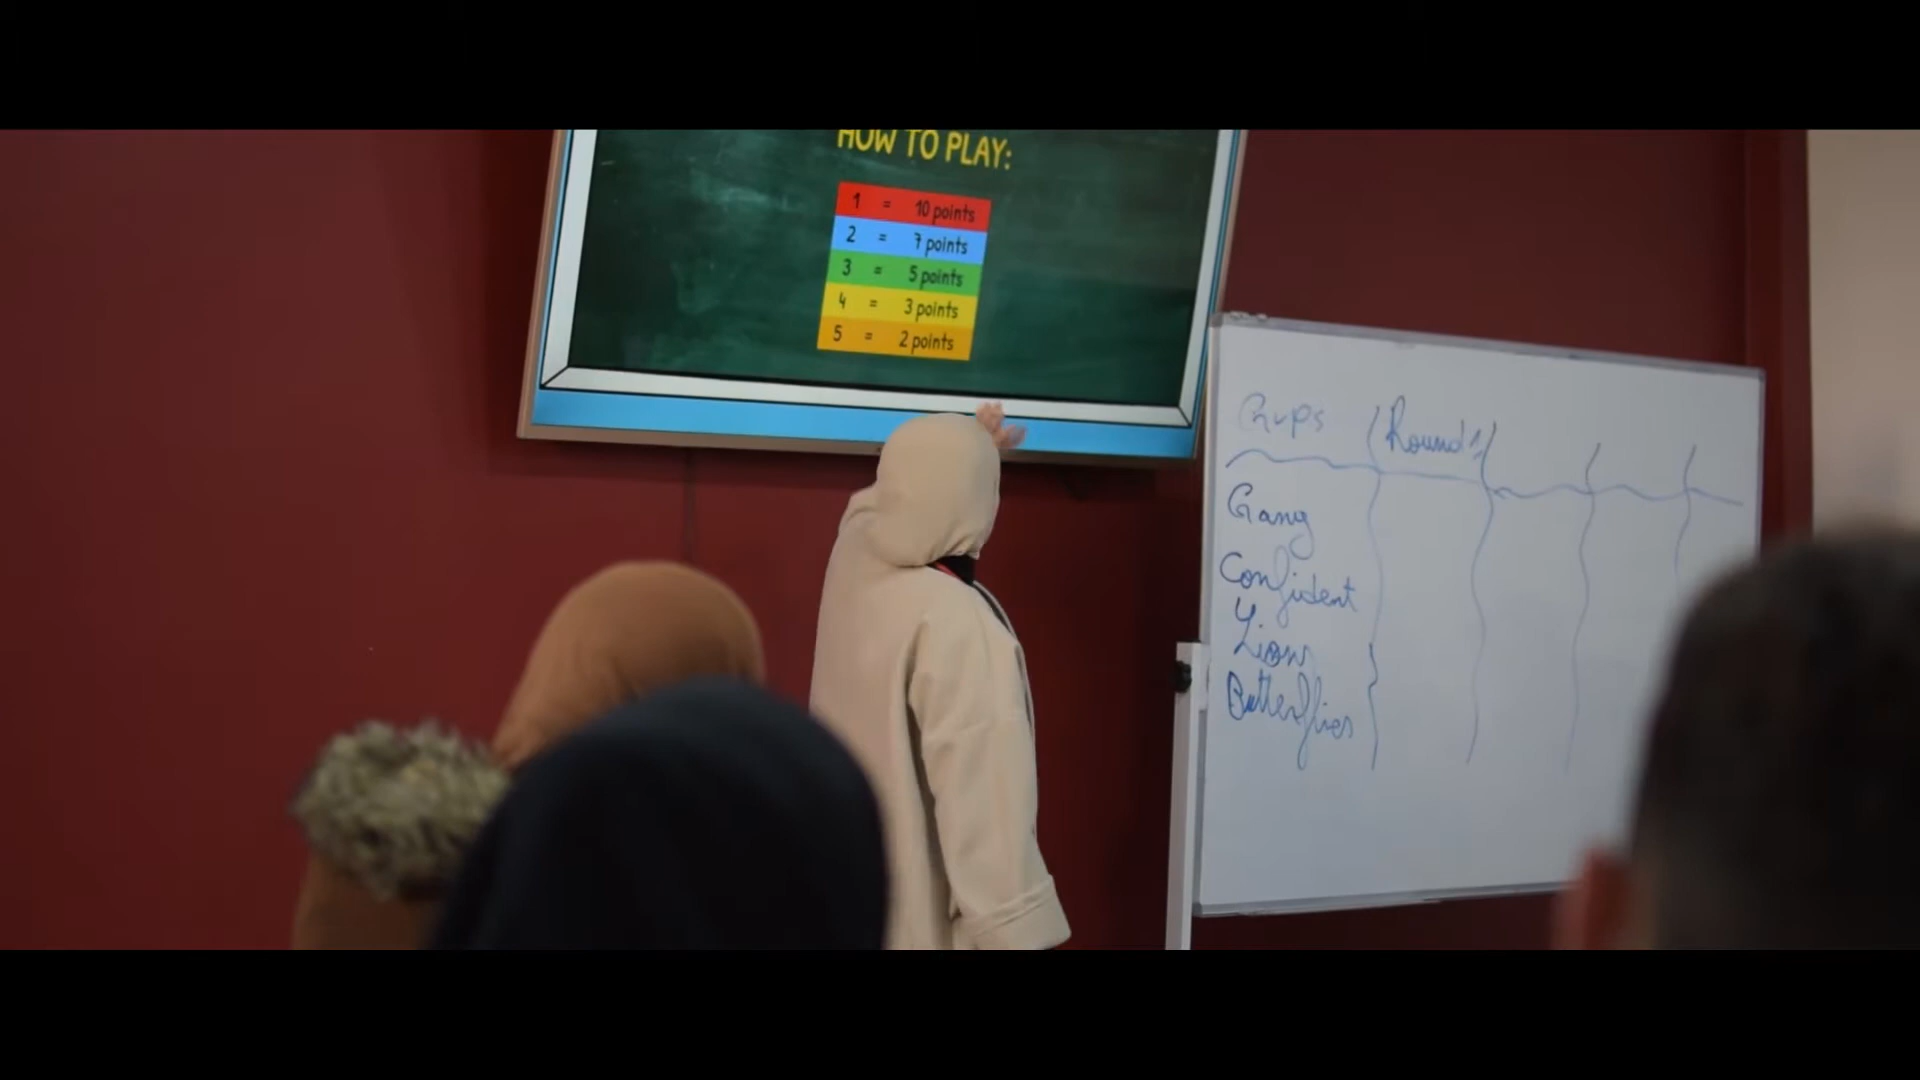 HOW TO PLAY:
1 = 10 points
2 = 7 points
3 = 5 points
4 = 3 points
5 = 2 points
Grups Round 1
Gang
Confident
Lions
Butterflies